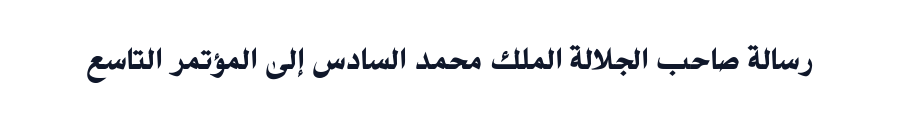 رسالة صاحب الجلالة الملك محمد السادس إلى المؤتمر التاسع